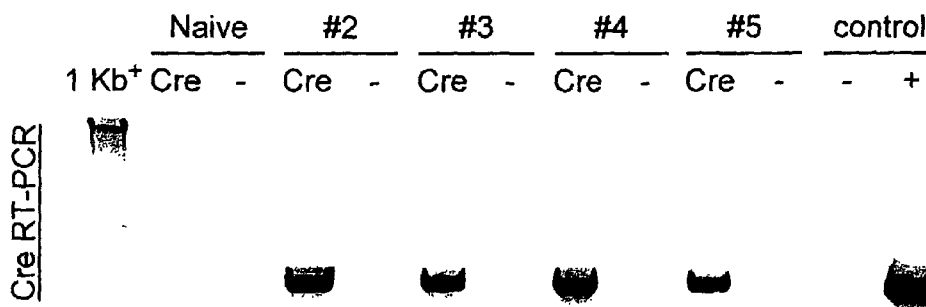 Naive #2 #3 #4 #5 control
1 Kb+ Cre - Cre - Cre - Cre - Cre - - +
Cre RT-PCR